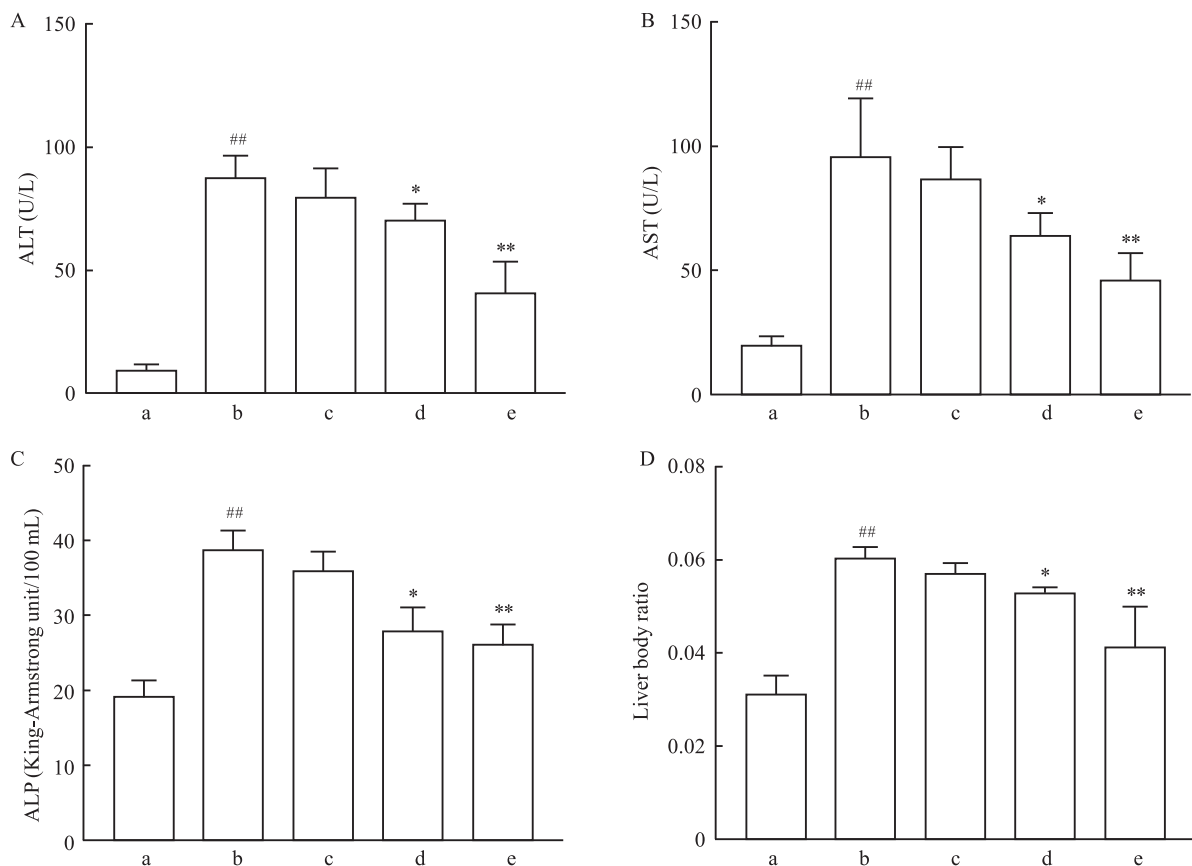 A
150
100
50
0
ALT (U/L)
##
*
**
a b c d e
B
150
100
50
0
AST (U/L)
##
*
**
a b c d e
C
50
40
30
20
10
0
ALP (King-Armstrong unit/100 mL)
##
*
**
a b c d e
D
0.08
0.06
0.04
0.02
0
Liver body ratio
##
*
**
a b c d e